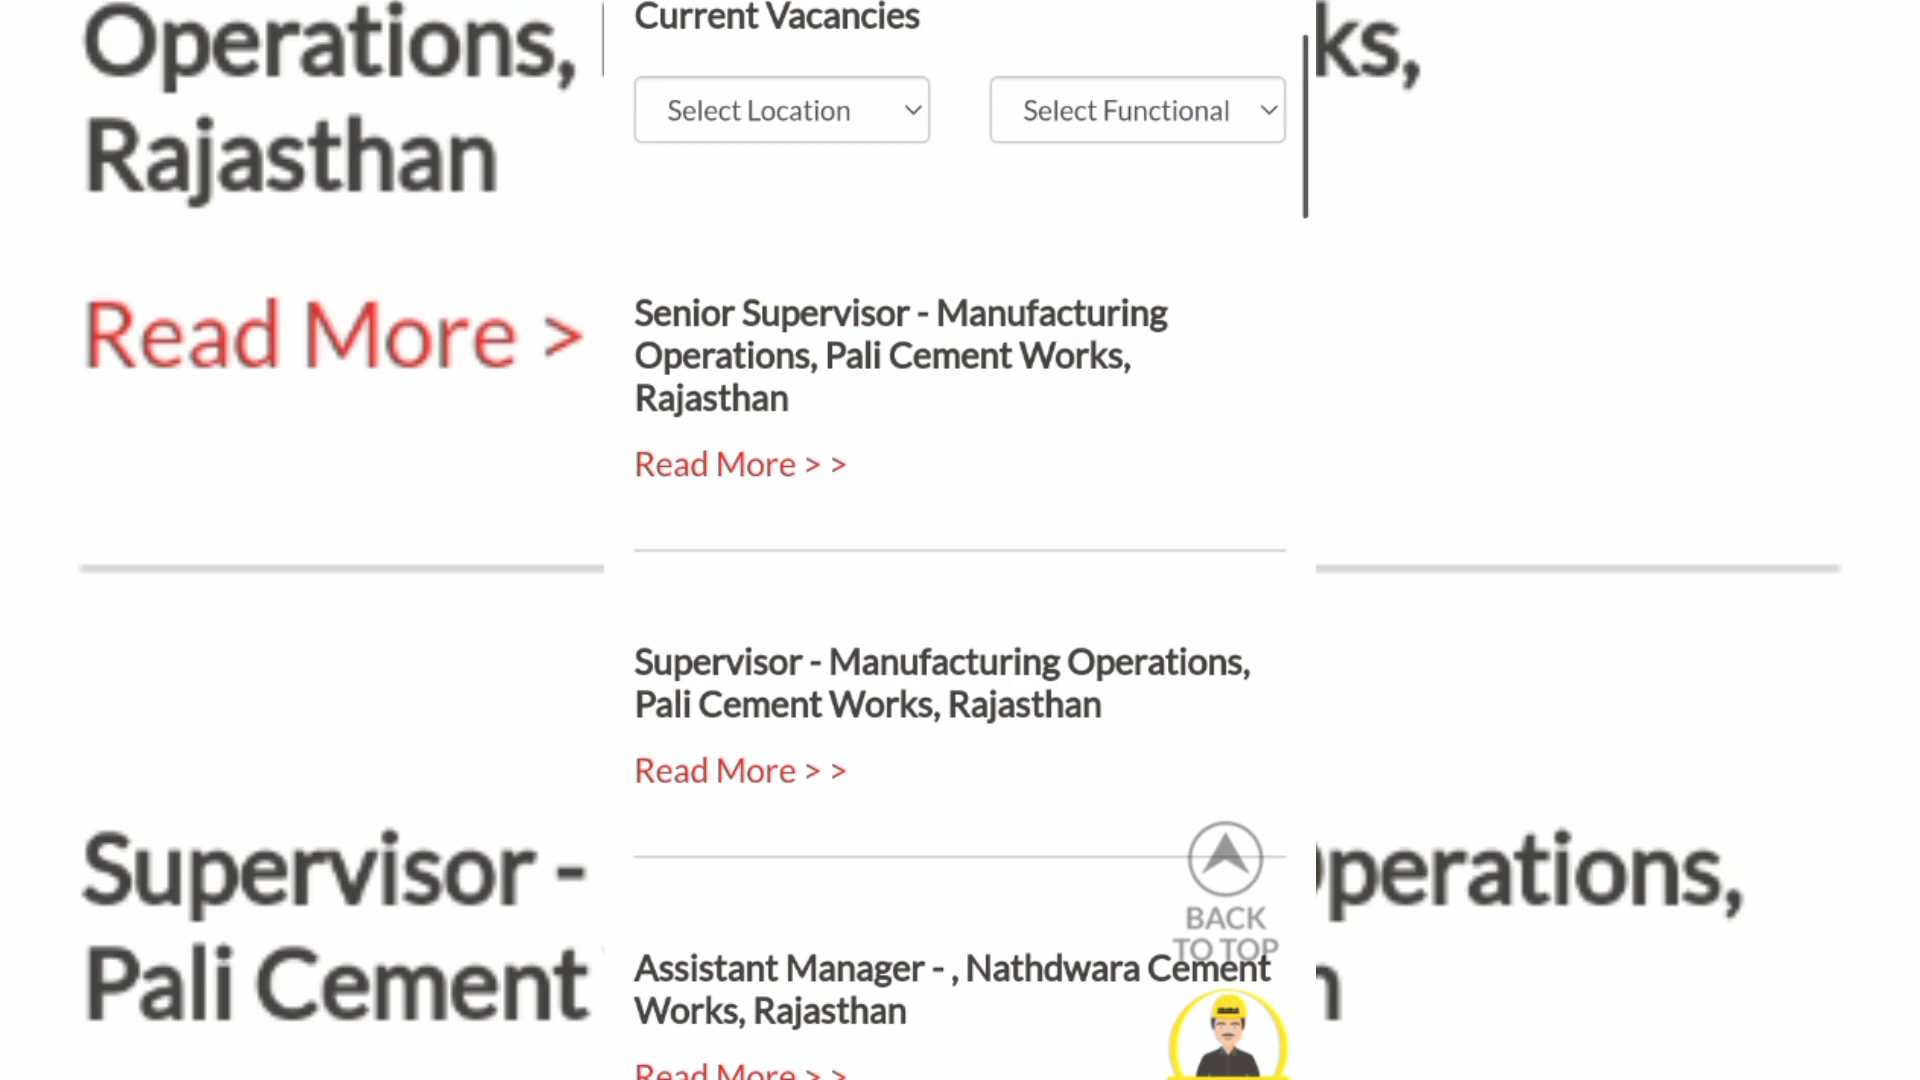 Current Vacancies
Select Location
Select Functional
Senior Supervisor - Manufacturing
Operations, Pali Cement Works,
Rajasthan
Read More > >
Supervisor - Manufacturing Operations,
Pali Cement Works, Rajasthan
Read More > >
BACK
TO TOP
Assistant Manager - , Nathdwara Cement
Works, Rajasthan
Read More > >
Operations,
ks,
Rajasthan
Read More >
Supervisor -
perations,
Pali Cement
n